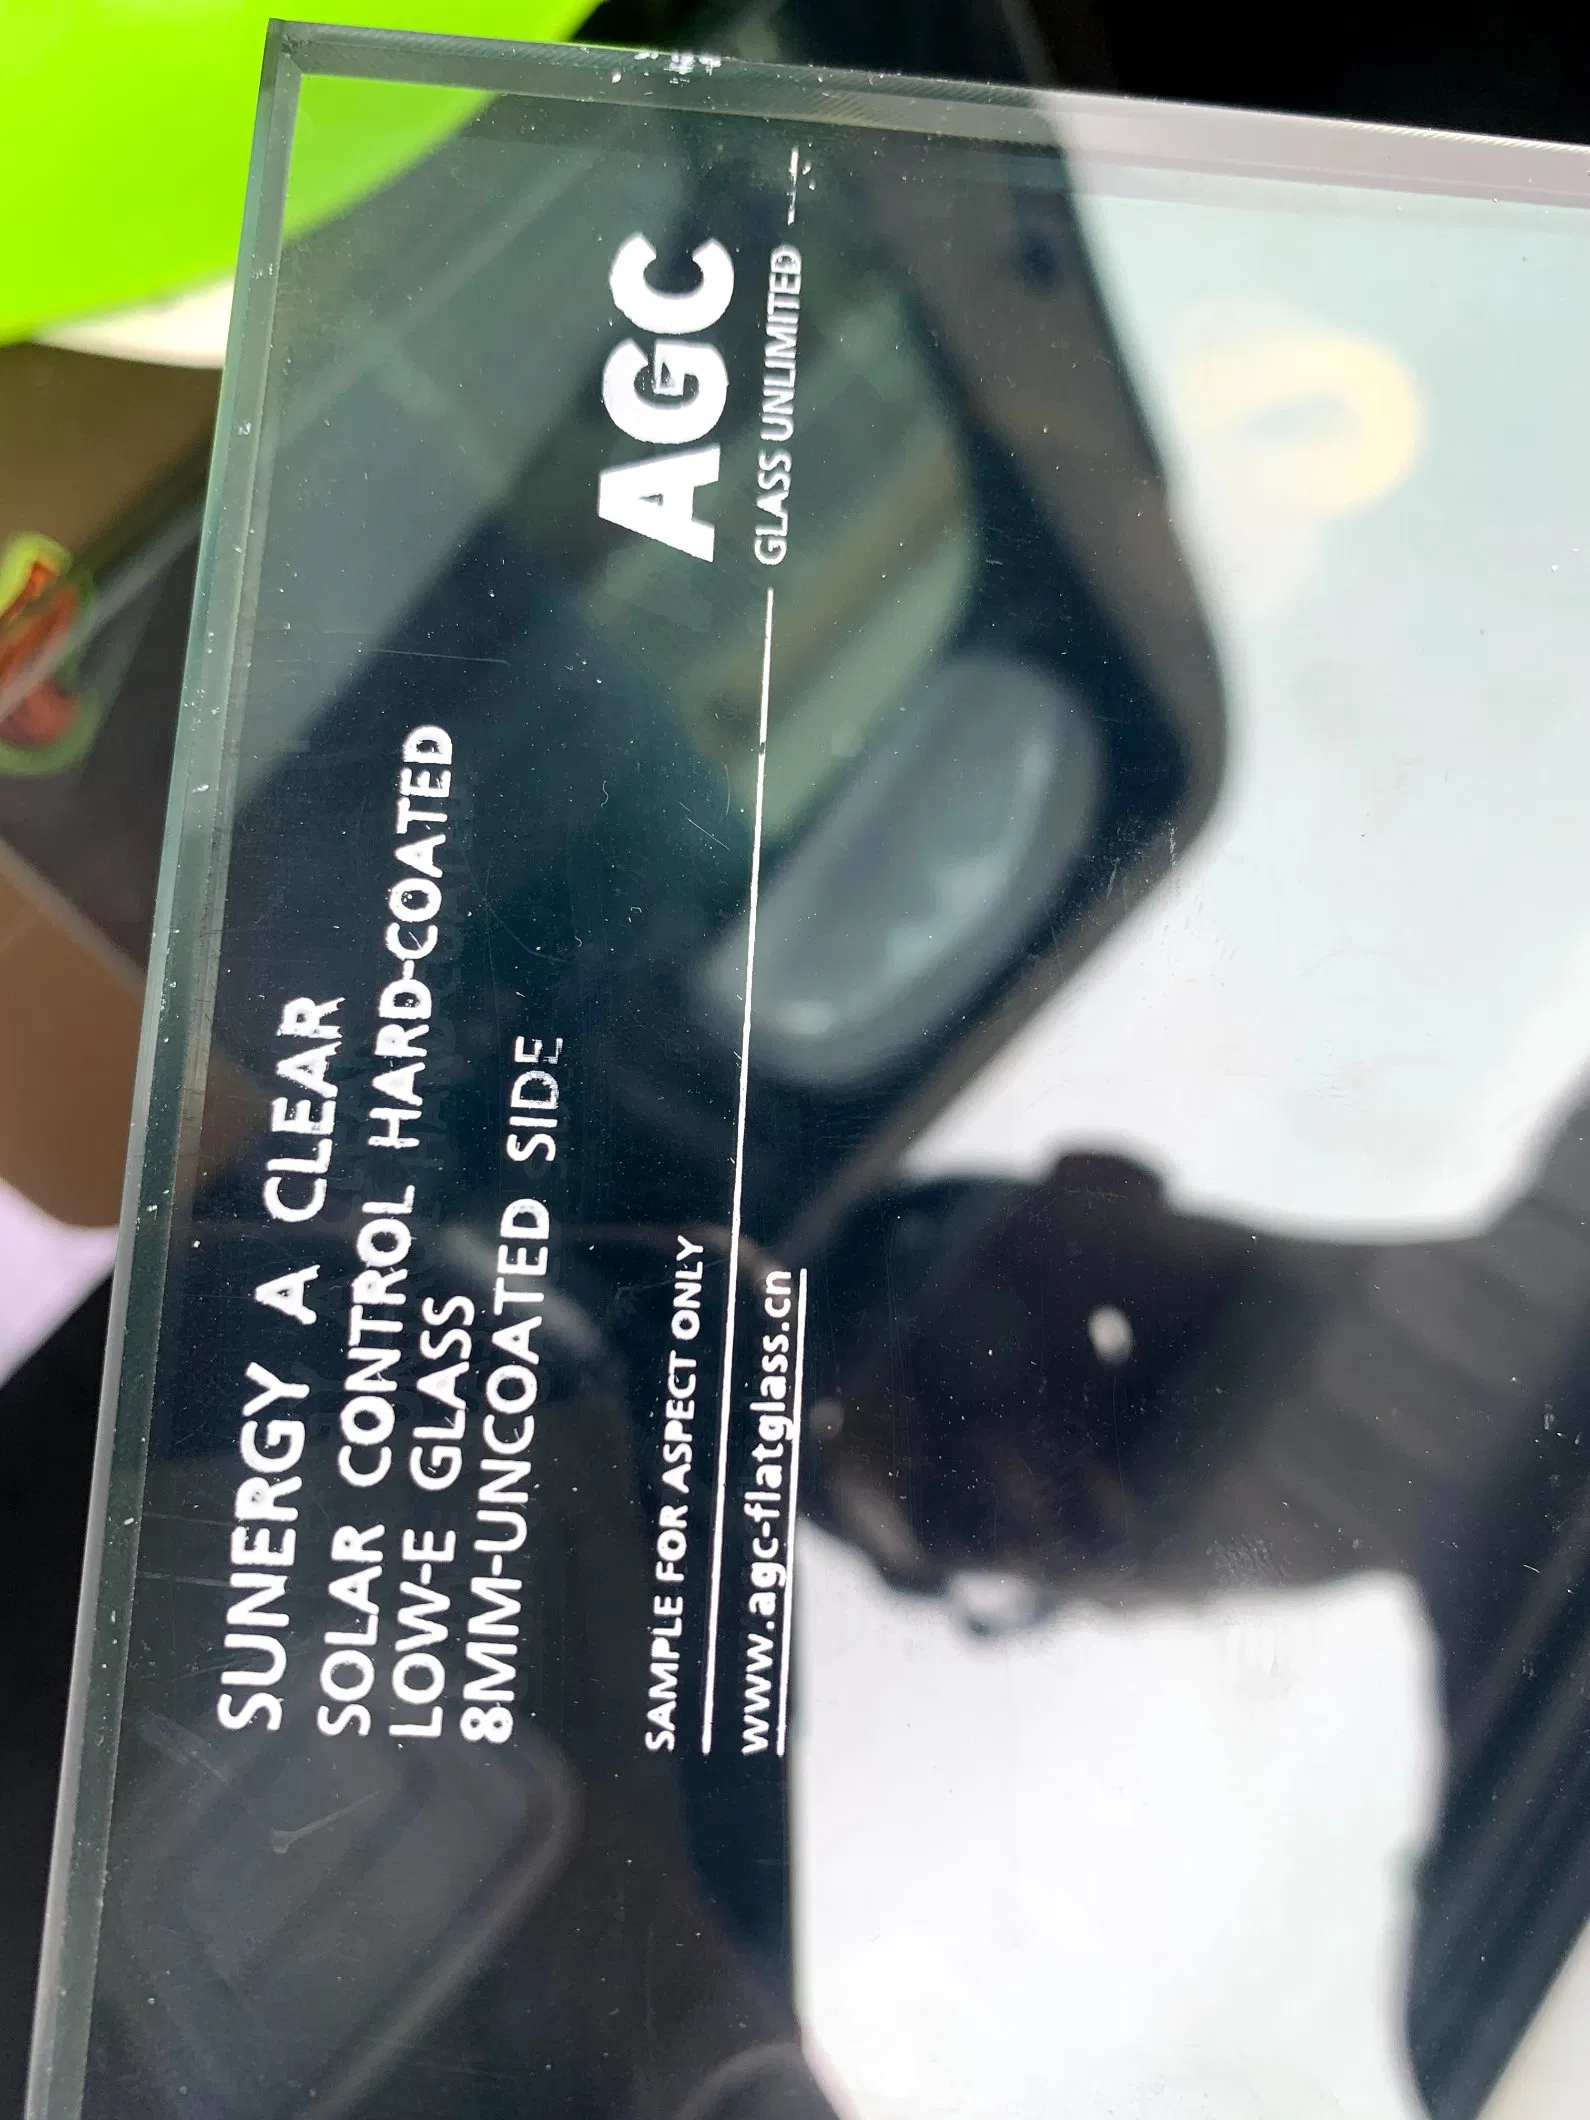 SUNERGY A CLEAR
SOLAR CONTROL HARD-COATED
LOW-E GLASS
8MM-UNCOATED SIDE
AGC
SAMPLE FOR ASPECT ONLY
GLASS UNLIMITED
www.agc-flatglass.cn